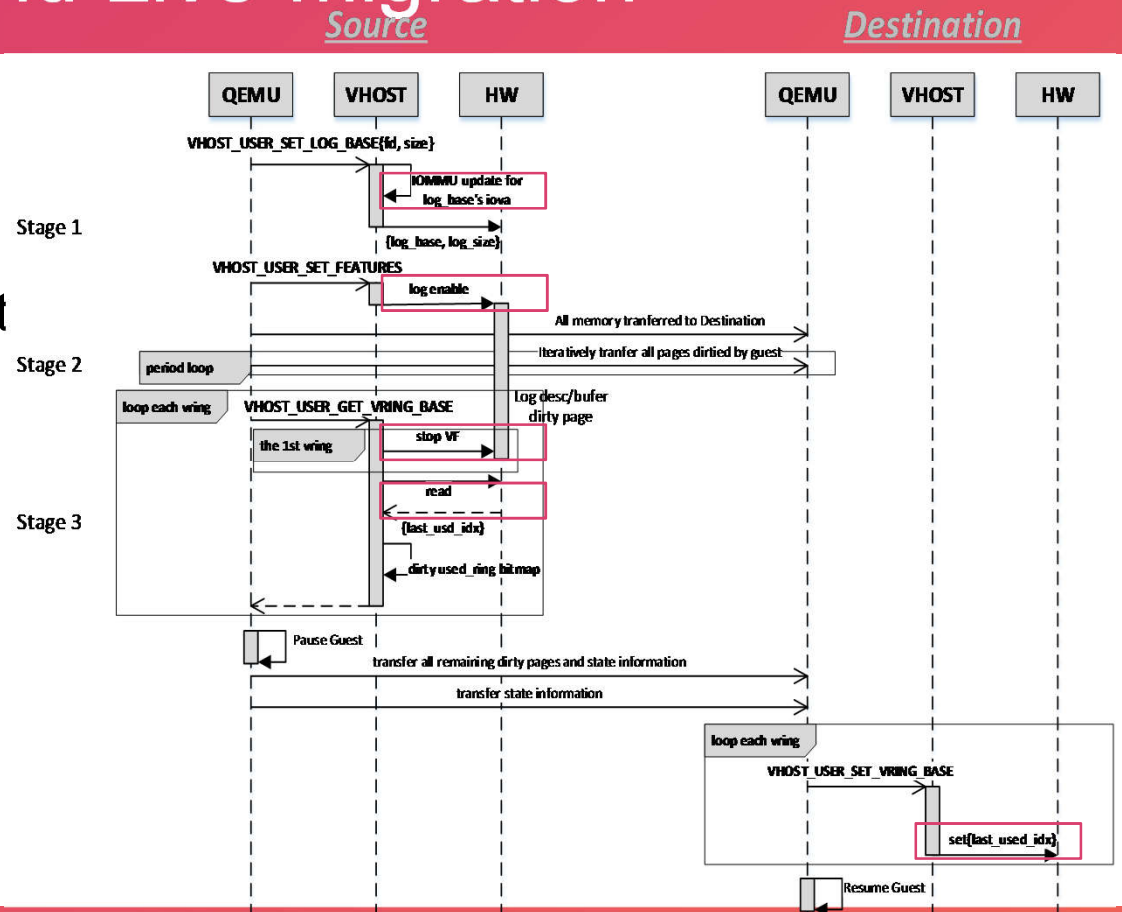 Live Migration
Source
Destination
QEMU
VHOST
HW
QEMU
VHOST
HW
VHOST_USER_SET_LOG_BASE{fd, size}
IOMMU update for
log_base's iova
Stage 1
{log_base, log_size}
VHOST_USER_SET_FEATURES
log enable
t
All memory tranferred to Destination
Stage 2
Iteratively tranfer all pages dirtied by guest
period loop
loop each vring
VHOST_USER_GET_VRING_BASE
Log desc/bufer
dirty page
the 1st vring
stop VF
read
Stage 3
{last_usd_idx}
dirty used_ring bitmap
Pause Guest
transfer all remaining dirty pages and state information
transfer state information
loop each vring
VHOST_USER_SET_VRING_BASE
set{last_used_idx}
Resume Guest